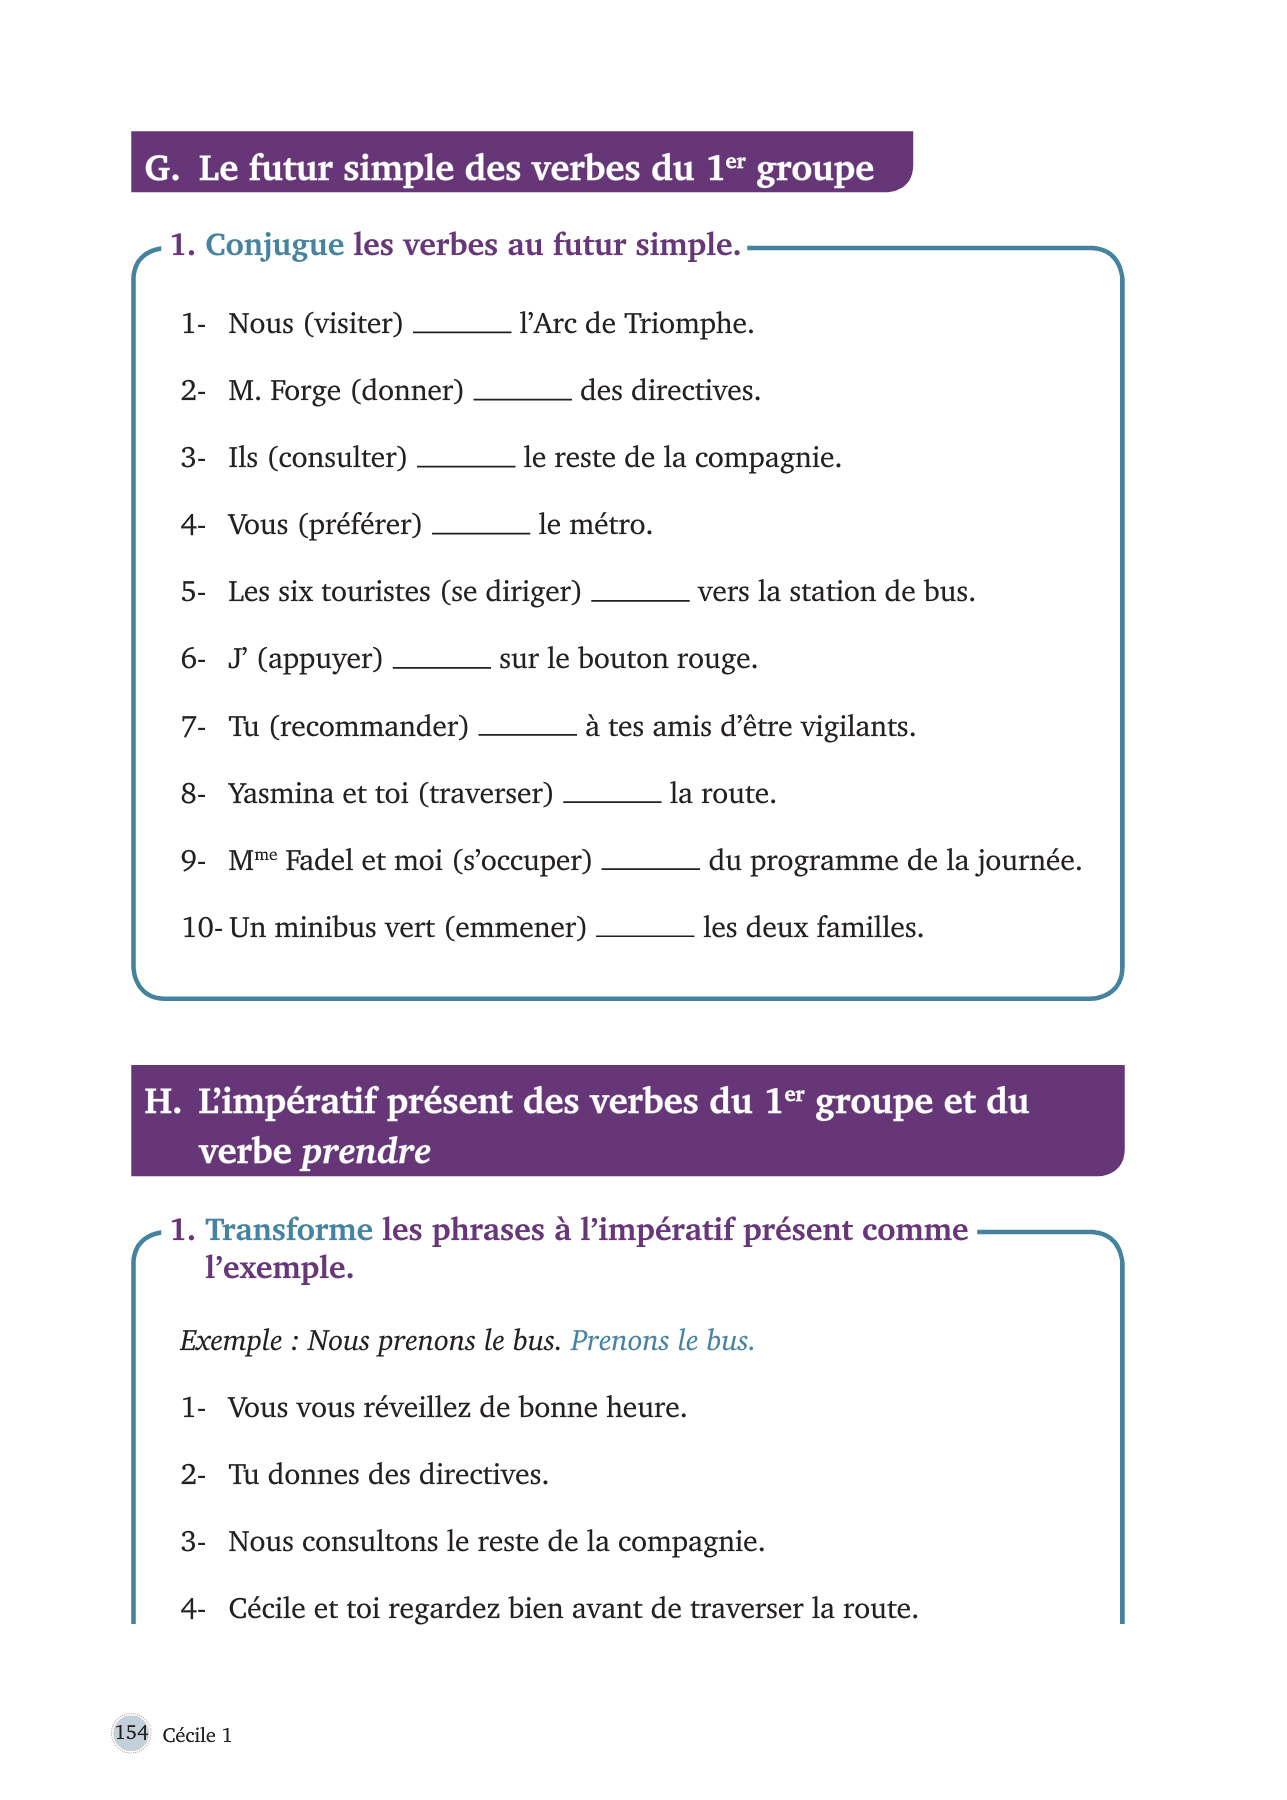 G. Le futur simple des verbes du 1er groupe
1. Conjugue les verbes au futur simple.
1- Nous (visiter) _______ l’Arc de Triomphe.
2- M. Forge (donner) _______ des directives.
3- Ils (consulter) _______ le reste de la compagnie.
4- Vous (préférer) _______ le métro.
5- Les six touristes (se diriger) _______ vers la station de bus.
6- J’ (appuyer) _______ sur le bouton rouge.
7- Tu (recommander) _______ à tes amis d’être vigilants.
8- Yasmina et toi (traverser) _______ la route.
9- Mme Fadel et moi (s’occuper) _______ du programme de la journée.
10- Un minibus vert (emmener) _______ les deux familles.
H. L’impératif présent des verbes du 1er groupe et du
verbe prendre
1. Transforme les phrases à l’impératif présent comme
l’exemple.
Exemple : Nous prenons le bus. Prenons le bus.
1- Vous vous réveillez de bonne heure.
2- Tu donnes des directives.
3- Nous consultons le reste de la compagnie.
4- Cécile et toi regardez bien avant de traverser la route.
154 Cécile 1